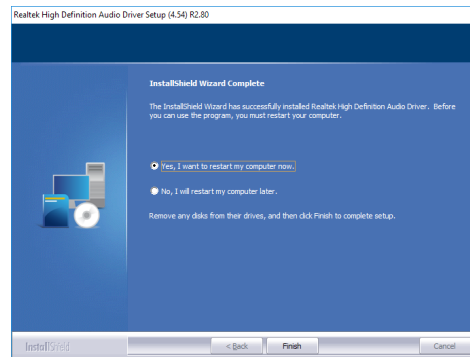 Realtek High Definition Audio Driver Setup (4.54) R2.80
InstallShield Wizard Complete
The InstallShield Wizard has successfully installed Realtek High Definition Audio Driver. Before
you can use the program, you must restart your computer.
Yes, I want to restart my computer now.
No, I will restart my computer later.
Remove any disks from their drives, and then click Finish to complete setup.
InstallShield
< Back
Finish
Cancel